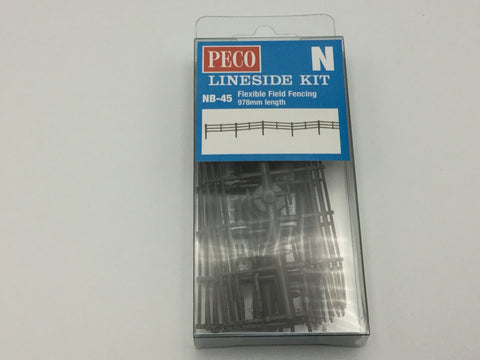 PECO
N
LINESIDE KIT
NB-45 Flexible Field Fencing
978mm length